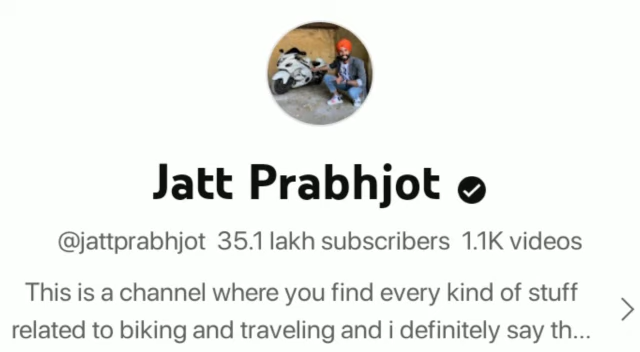 Jatt Prabhjot
@jattprabhjot 35.1 lakh subscribers 1.1K videos
This is a channel where you find every kind of stuff
related to biking and traveling and i definitely say th...